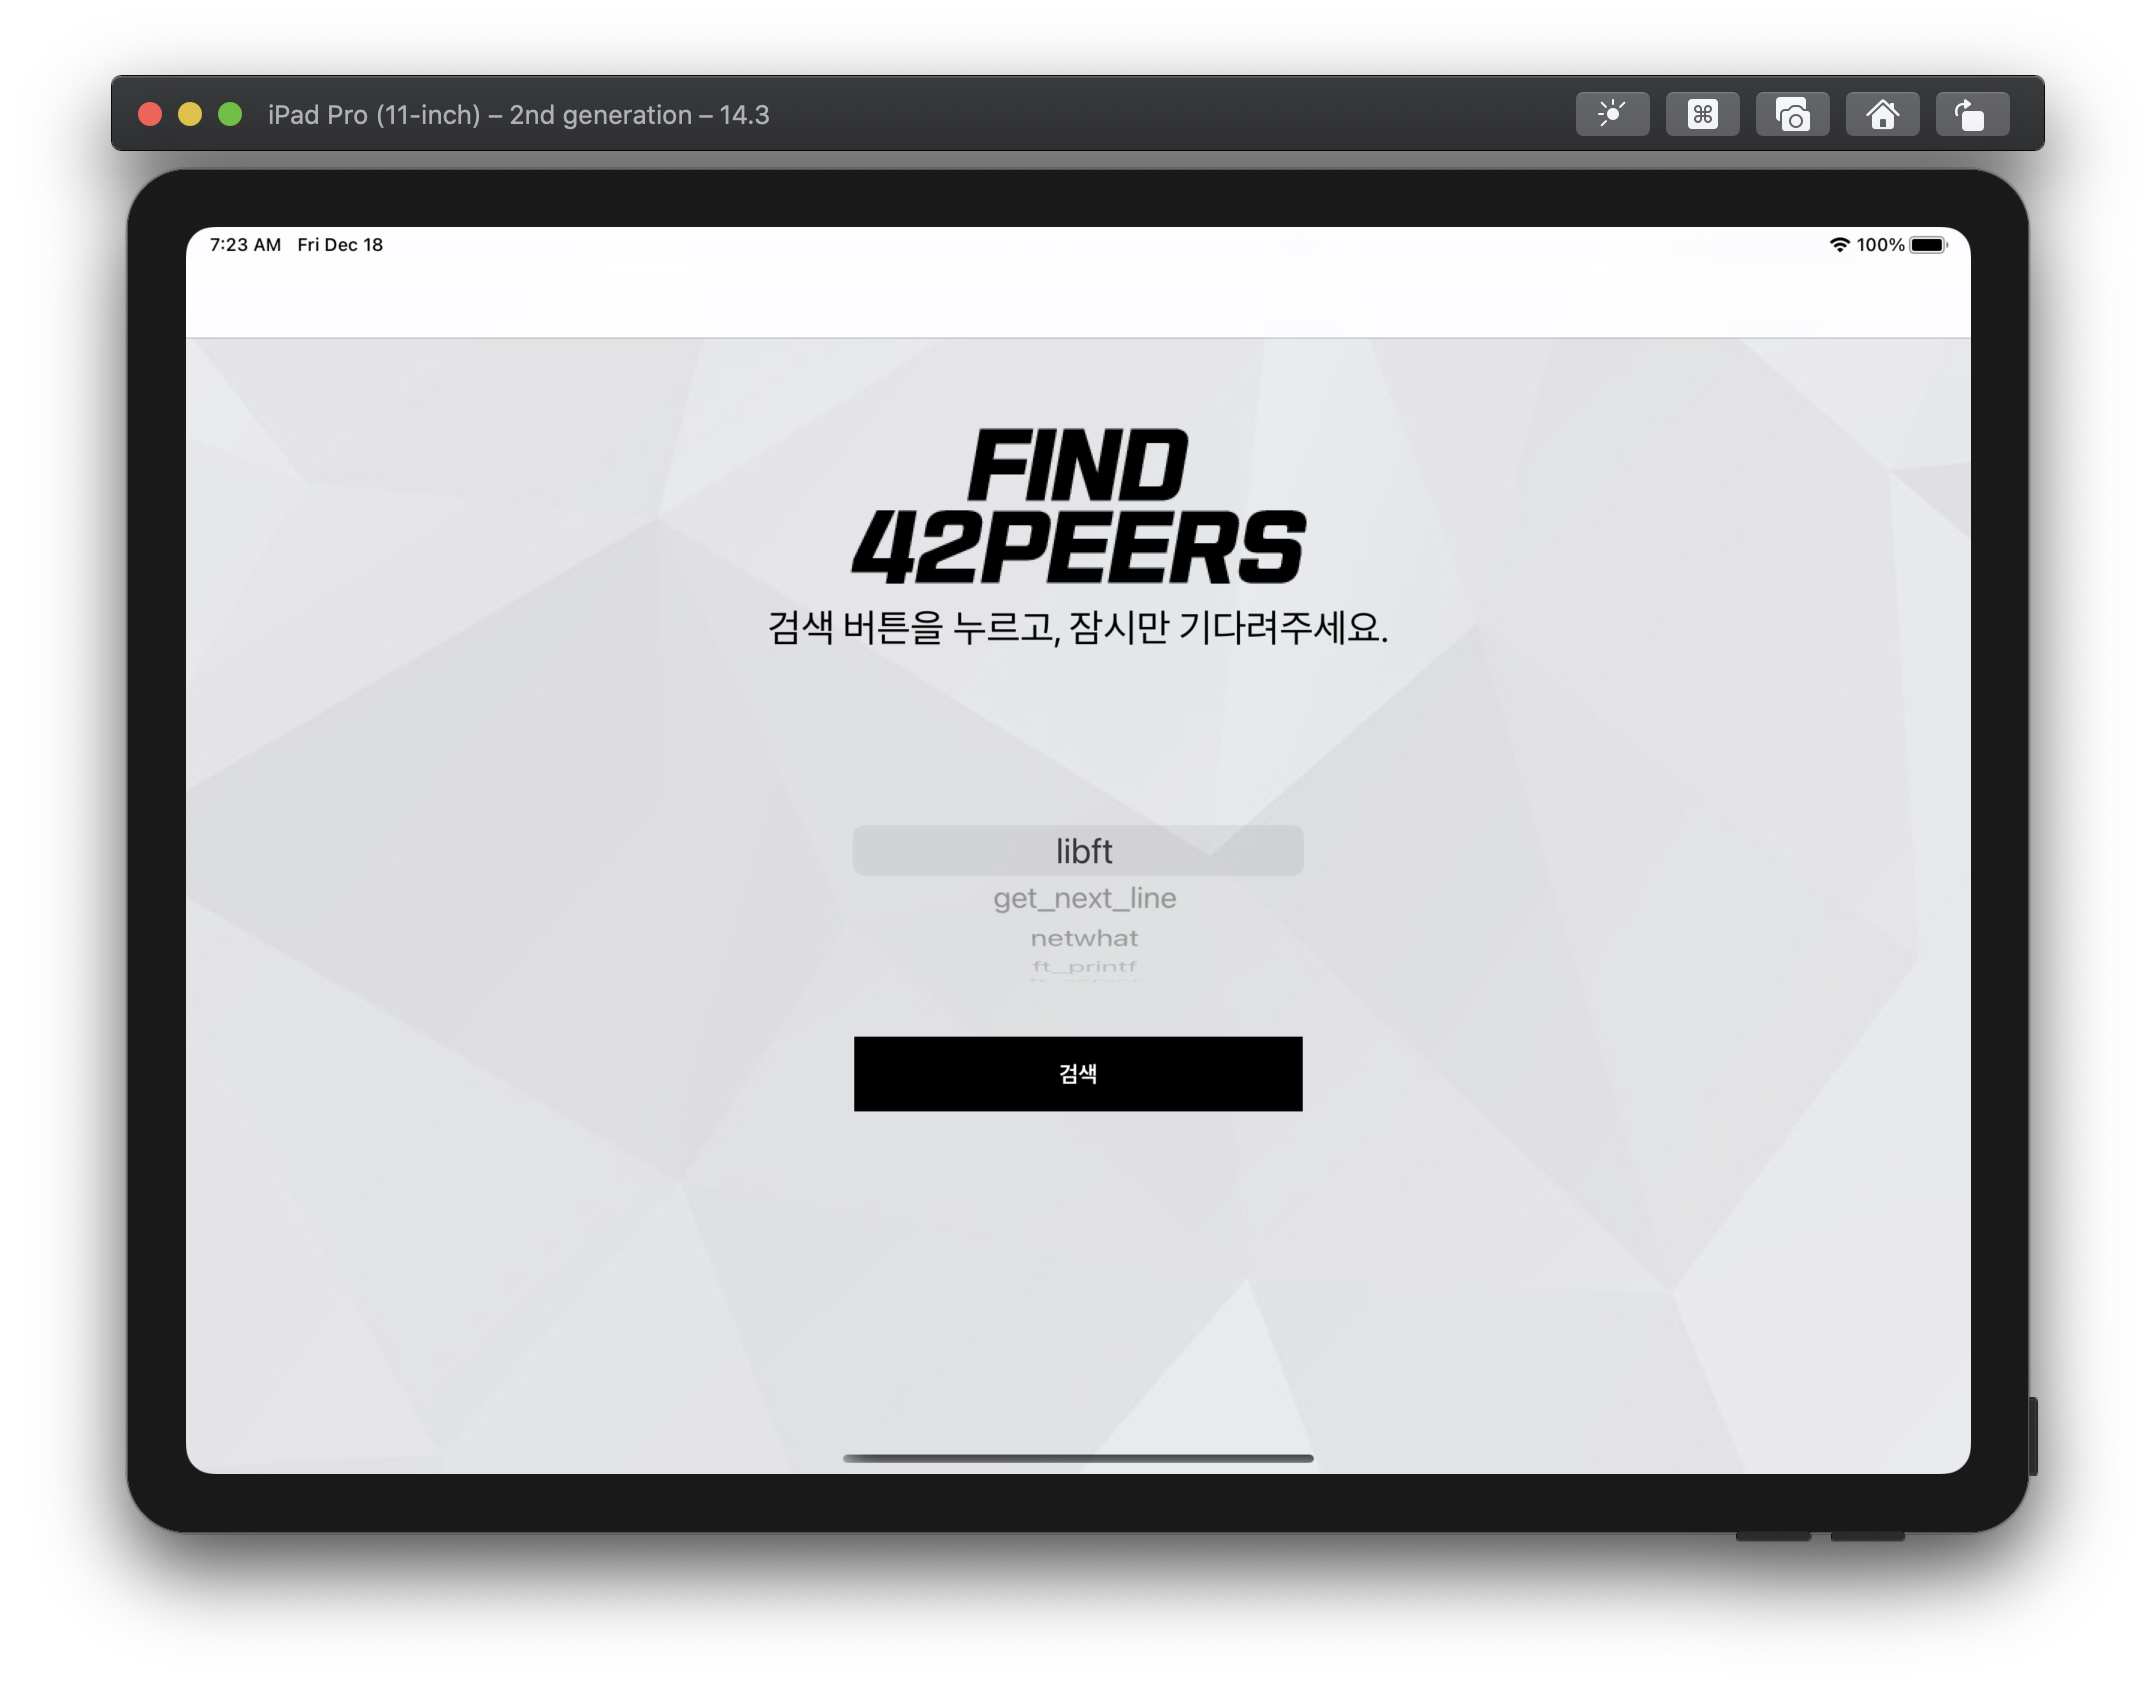 iPad Pro (11-inch) – 2nd generation – 14.3
7:23 AM Fri Dec 18
100%
FIND
42PEERS
검색 버튼을 누르고, 잠시만 기다려주세요.
libft
get_next_line
netwhat
ft_printf
검색